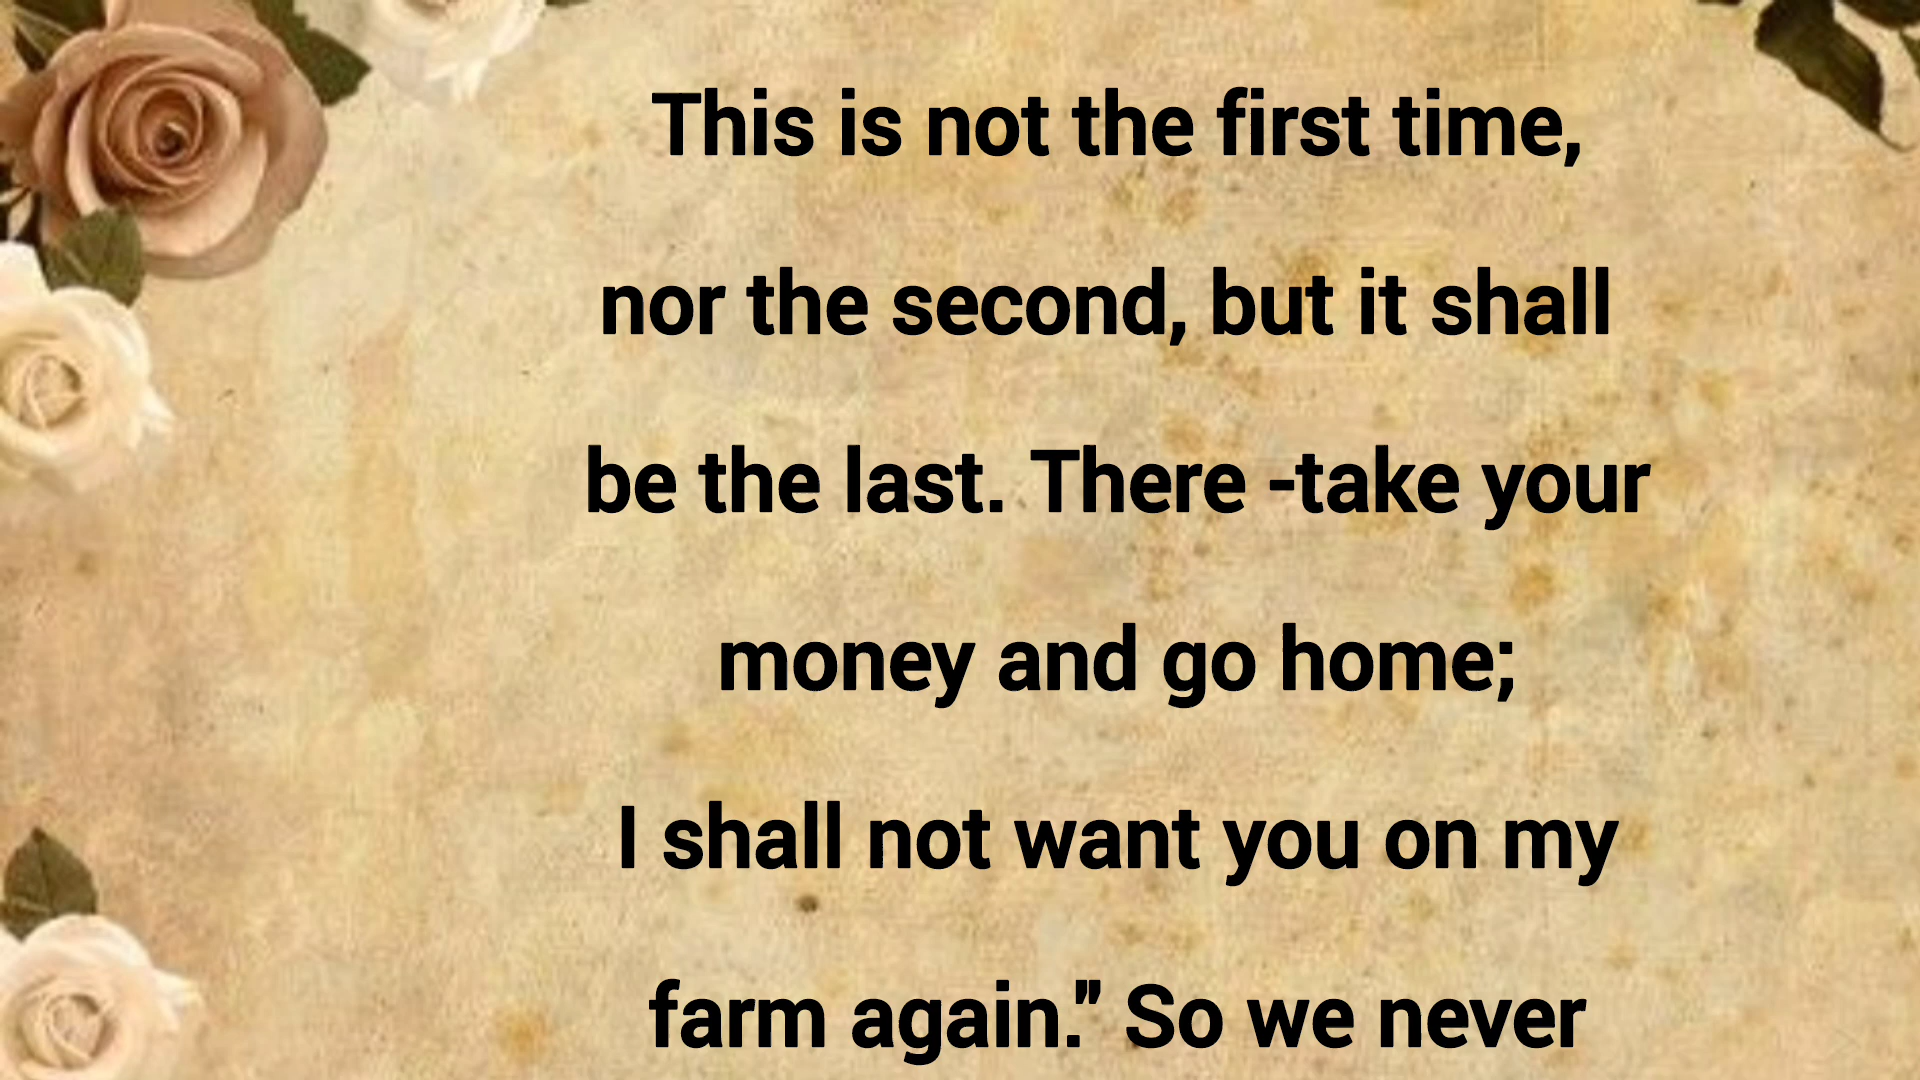 This is not the first time,
nor the second, but it shall
be the last. There -take your
money and go home;
I shall not want you on my
farm again." So we never